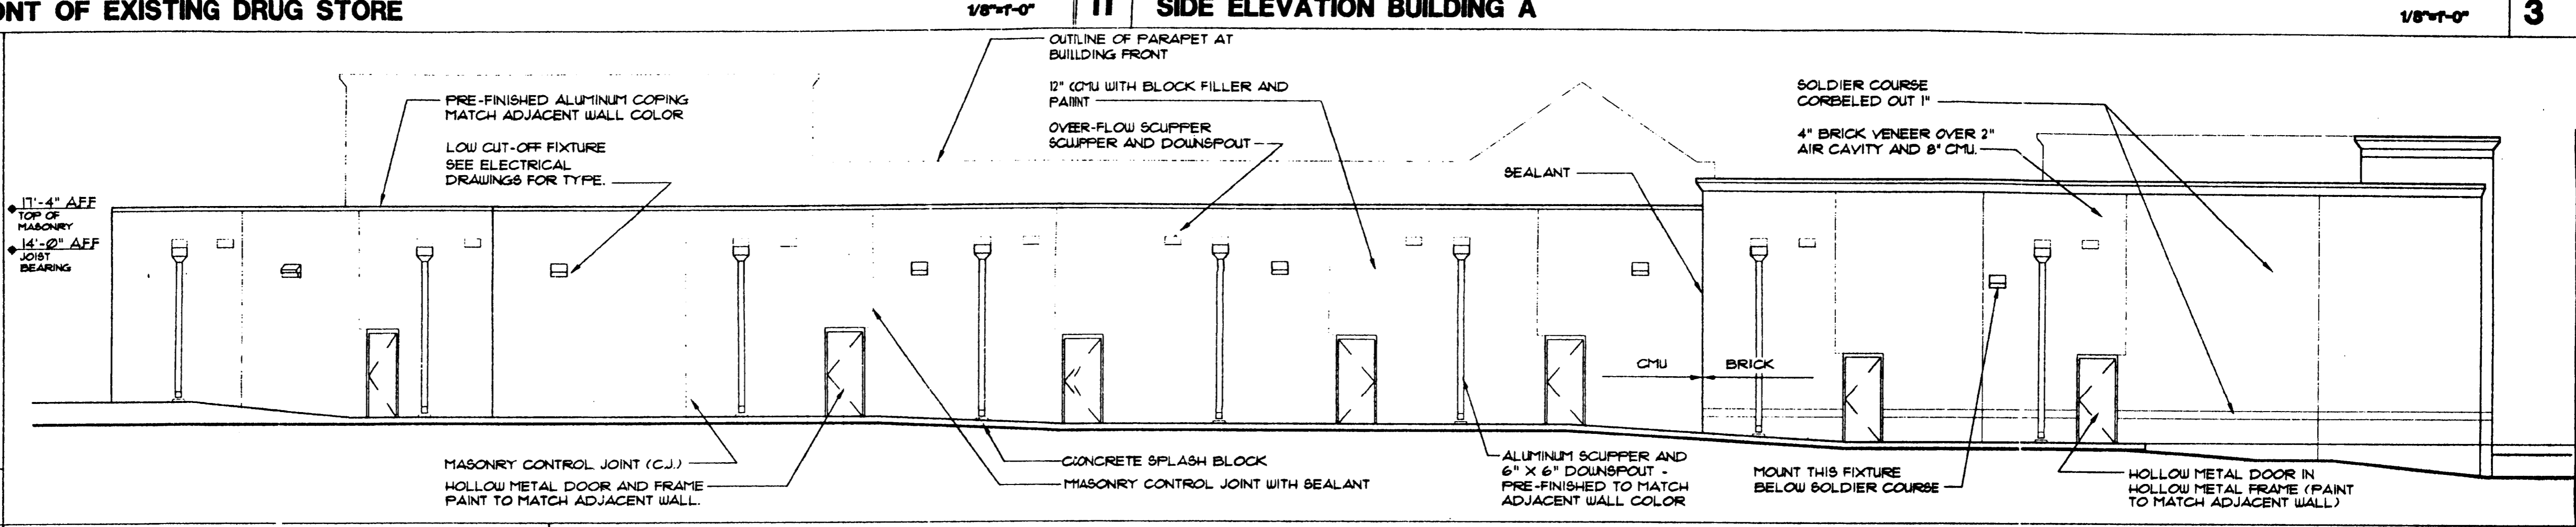 ONT OF EXISTING DRUG STORE
1/8"=1'-0"
11
SIDE ELEVATION BUILDING A
1/8"=1'-0"
3
OUTLINE OF PARAPET AT
BUILLDING FRONT
PRE-FINISHED ALUMINUM COPING
MATCH ADJACENT WALL COLOR
LOW CUT-OFF FIXTURE
SEE ELECTRICAL
DRAWINGS FOR TYPE.
12" CCMU WITH BLOCK FILLER AND
PAIINT
OVEER-FLOW SCUPPER
SCUUPPER AND DOWNSPOUT
SEALANT
SOLDIER COURSE
CORBELED OUT 1"
4" BRICK VENEER OVER 2"
AIR CAVITY AND 8" CMU.
17'-4" AFF
TOP OF
MASONRY
14'-0" AFF
JOIST
BEARING
CMU
BRICK
MASONRY CONTROL JOINT (C.J.)
HOLLOW METAL DOOR AND FRAME
PAINT TO MATCH ADJACENT WALL.
CONCRETE SPLASH BLOCK
MASONRY CONTROL JOINT WITH SEALANT
ALUMINUM SCUPPER AND
6" X 6" DOWNSPOUT -
PRE-FINISHED TO MATCH
ADJACENT WALL COLOR
MOUNT THIS FIXTURE
BELOW SOLDIER COURSE
HOLLOW METAL DOOR IN
HOLLOW METAL FRAME (PAINT
TO MATCH ADJACENT WALL)